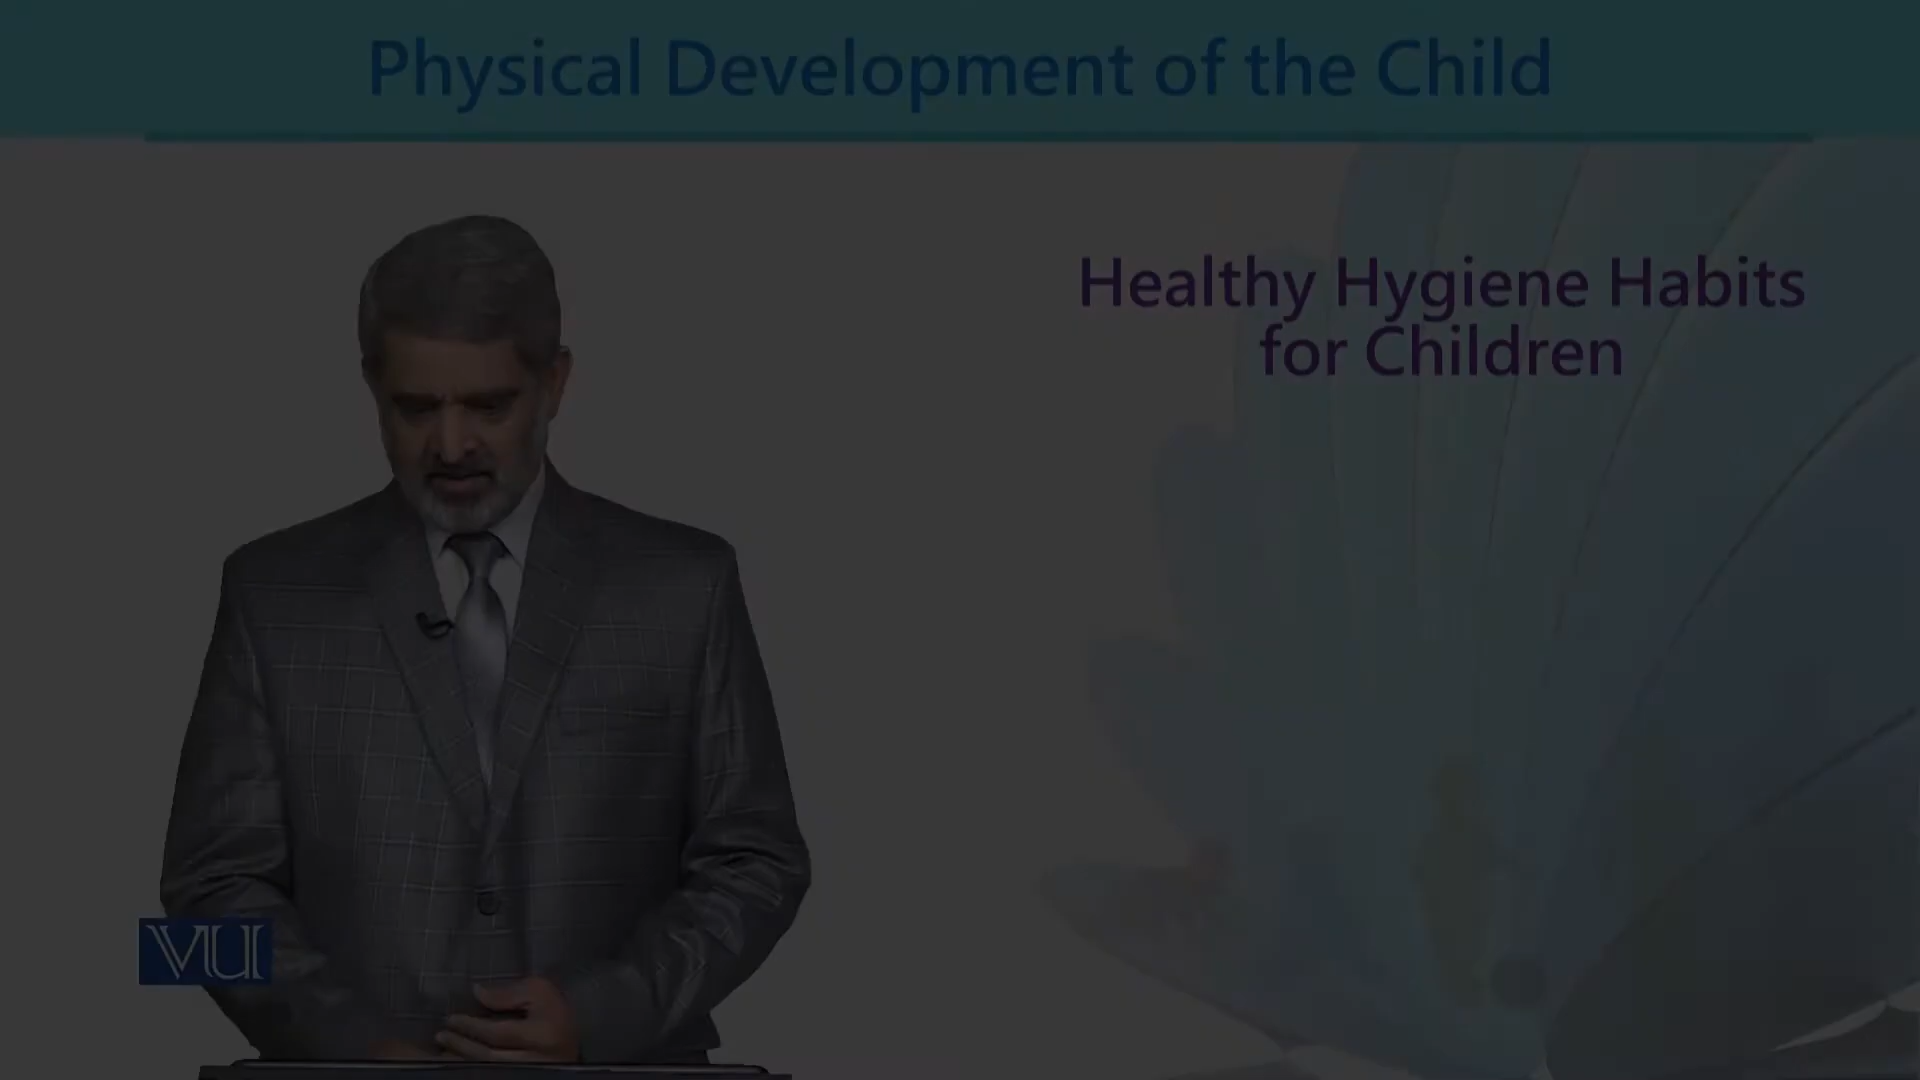 Physical Development of the Child
Healthy Hygiene Habits
for Children
VU